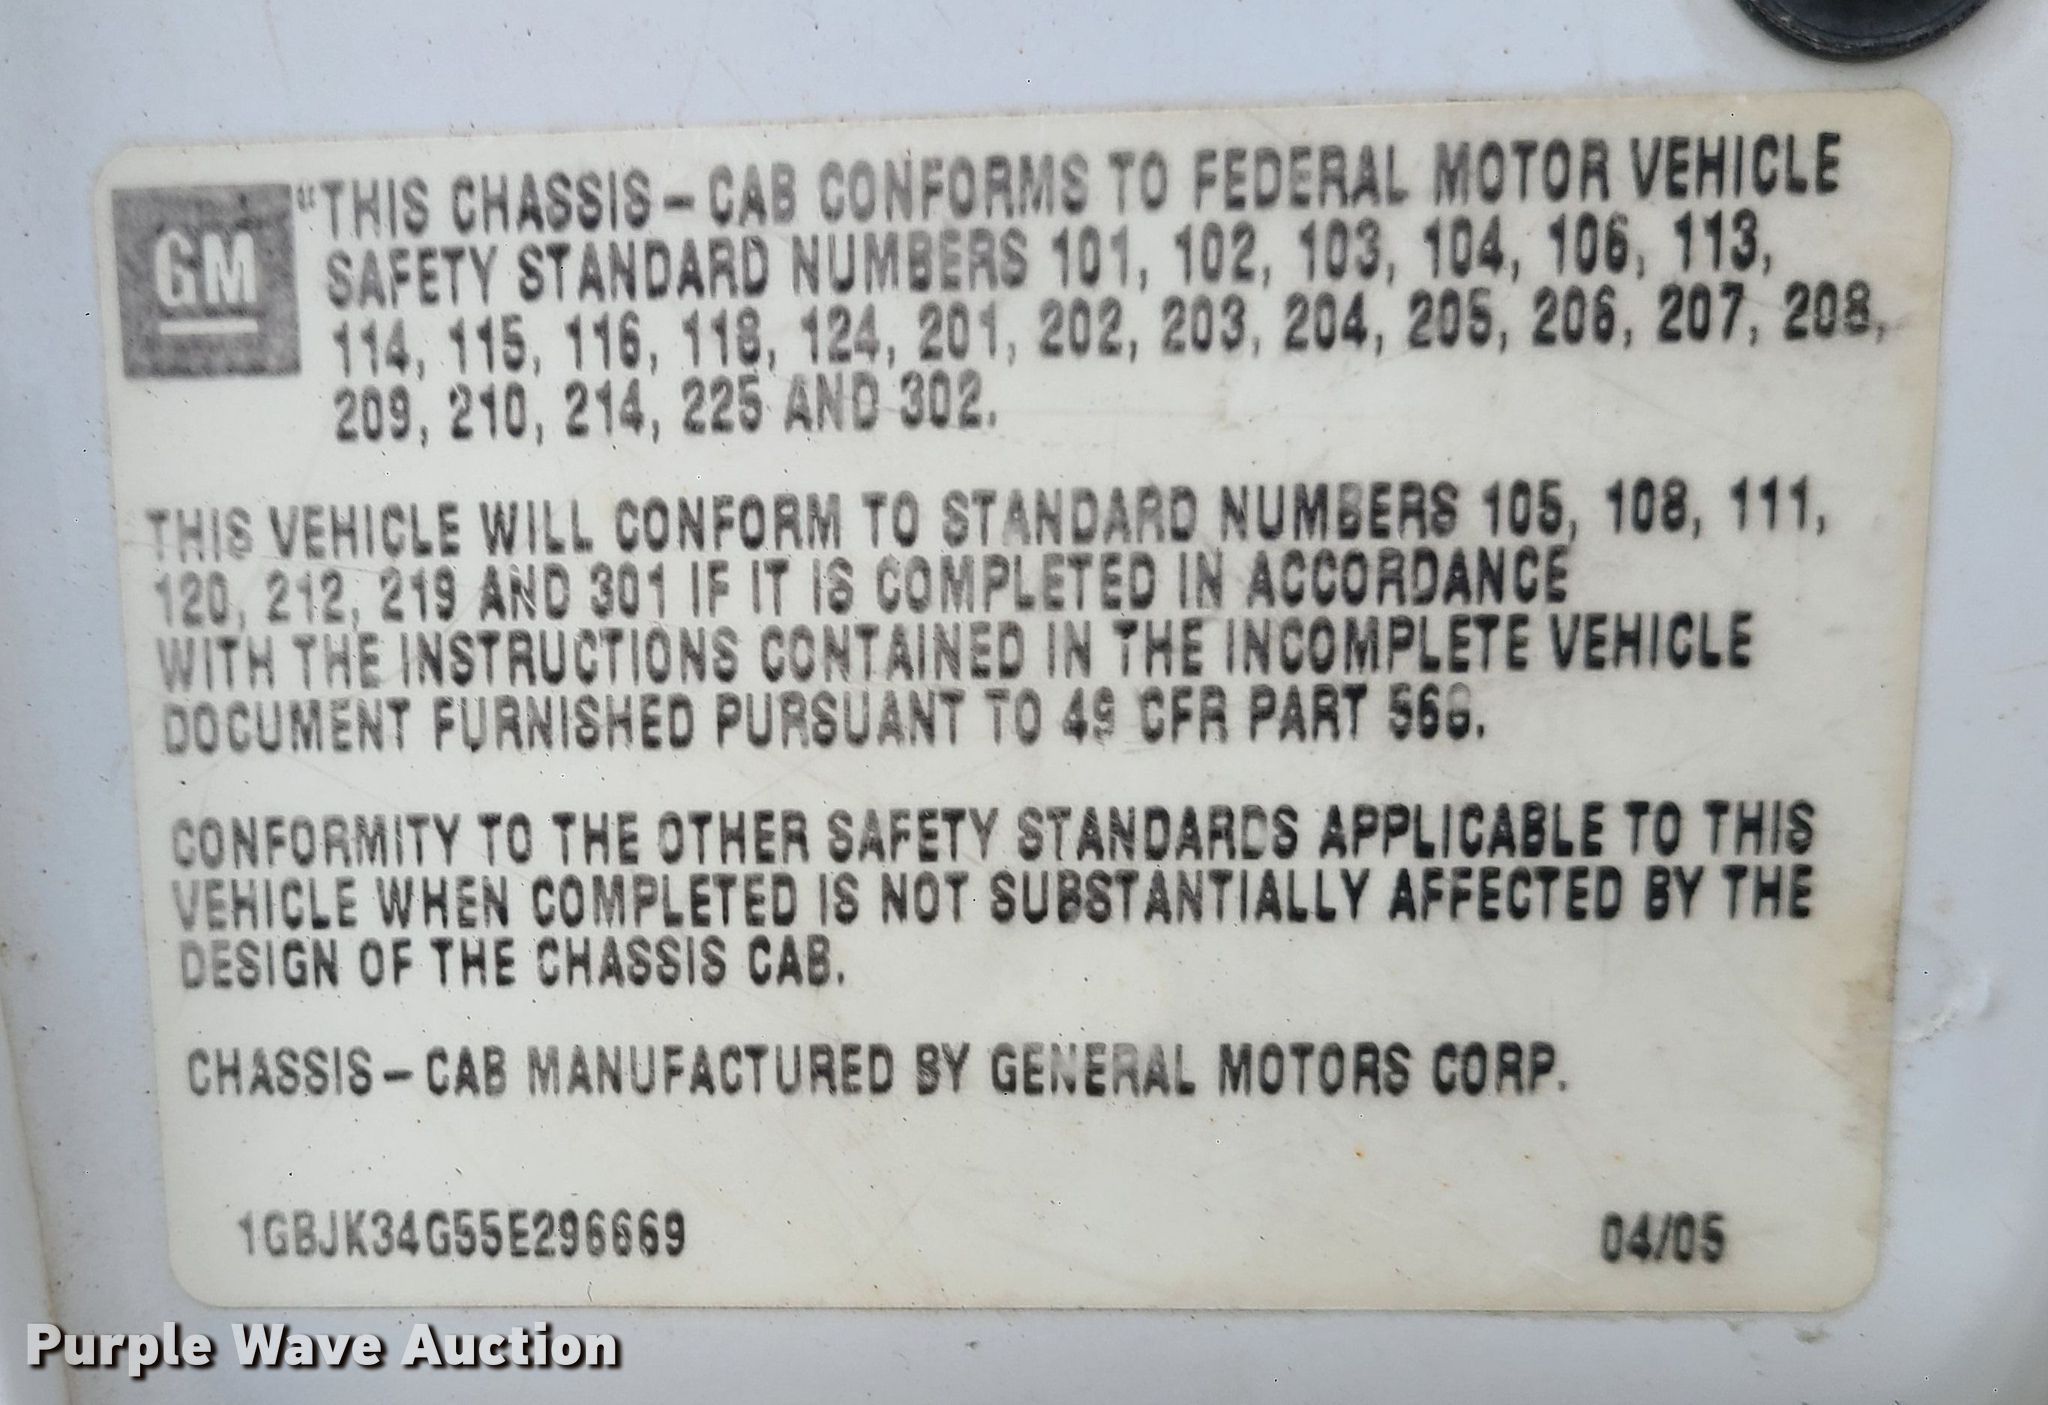 GM
"THIS CHASSIS-CAB CONFORMS TO FEDERAL MOTOR VEHICLE
SAFETY STANDARD NUMBERS 101, 102, 103, 104, 106, 113,
114, 115, 116, 118, 124, 201, 202, 203, 204, 205, 206, 207, 208,
209, 210, 214, 225 AND 302.
THIS VEHICLE WILL CONFORM TO STANDARD NUMBERS 105, 108, 111,
120, 212, 219 AND 301 IF IT IS COMPLETED IN ACCORDANCE
WITH THE INSTRUCTIONS CONTAINED IN THE INCOMPLETE VEHICLE
DOCUMENT FURNISHED PURSUANT TO 49 CFR PART 568.
CONFORMITY TO THE OTHER SAFETY STANDARDS APPLICABLE TO THIS
VEHICLE WHEN COMPLETED IS NOT SUBSTANTIALLY AFFECTED BY THE
DESIGN OF THE CHASSIS CAB.
CHASSIS-CAB MANUFACTURED BY GENERAL MOTORS CORP.
1GBJK34G55E296669 04/05
Purple Wave Auction